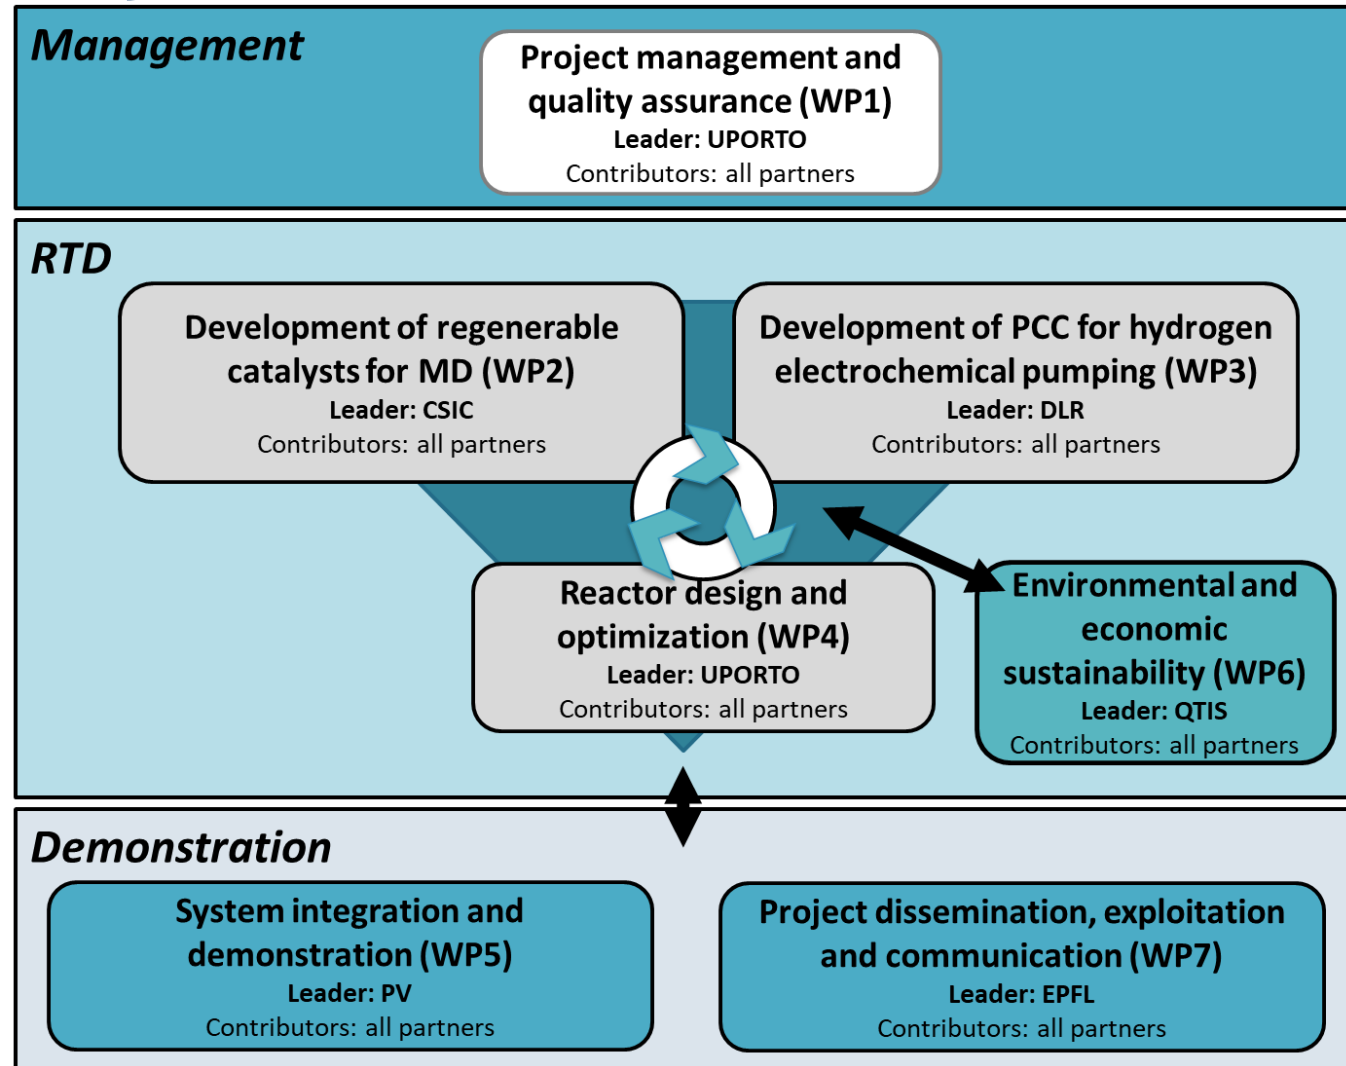 Management
Project management and
quality assurance (WP1)
Leader: UPORTO
Contributors: all partners
RTD
Development of regenerable
catalysts for MD (WP2)
Leader: CSIC
Contributors: all partners
Development of PCC for hydrogen
electrochemical pumping (WP3)
Leader: DLR
Contributors: all partners
Reactor design and
optimization (WP4)
Leader: UPORTO
Contributors: all partners
Environmental and
economic
sustainability (WP6)
Leader: QTIS
Contributors: all partners
Demonstration
System integration and
demonstration (WP5)
Leader: PV
Contributors: all partners
Project dissemination, exploitation
and communication (WP7)
Leader: EPFL
Contributors: all partners